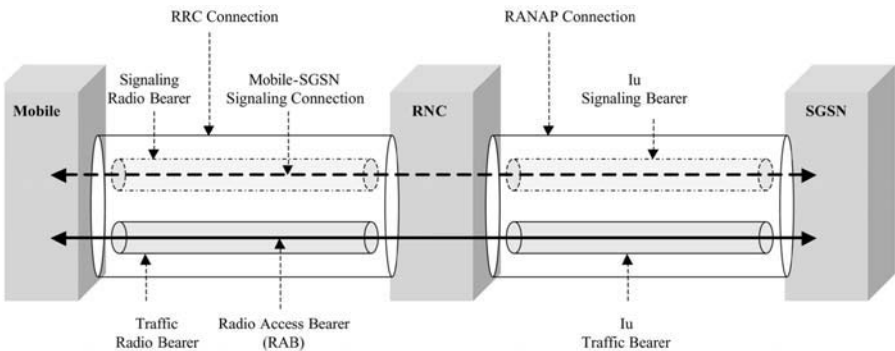 RRC Connection
RANAP Connection
Signaling
Radio Bearer
Mobile-SGSN
Signaling Connection
Iu
Signaling Bearer
Mobile
RNC
SGSN
Traffic
Radio Bearer
Radio Access Bearer
(RAB)
Iu
Traffic Bearer